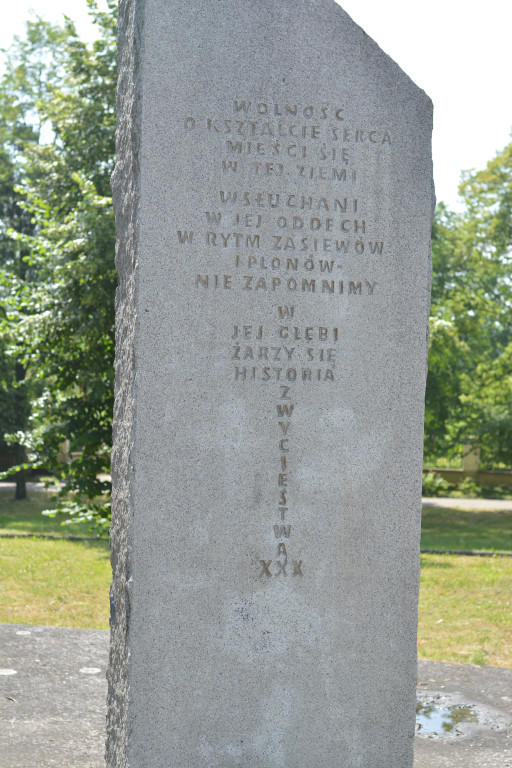 WOLNOŚĆ
O KSZTAŁCIE SERCA
MIEŚCI SIĘ
W TEJ ZIEMI
WSŁUCHANI
W JEJ ODDECH
W RYTM ZASIEWÓW
I PLONÓW-
NIE ZAPOMNIMY
W
JEJ GŁĘBI
ŻARZY SIĘ
HISTORIA
ZWYCIĘSTWA
XXX